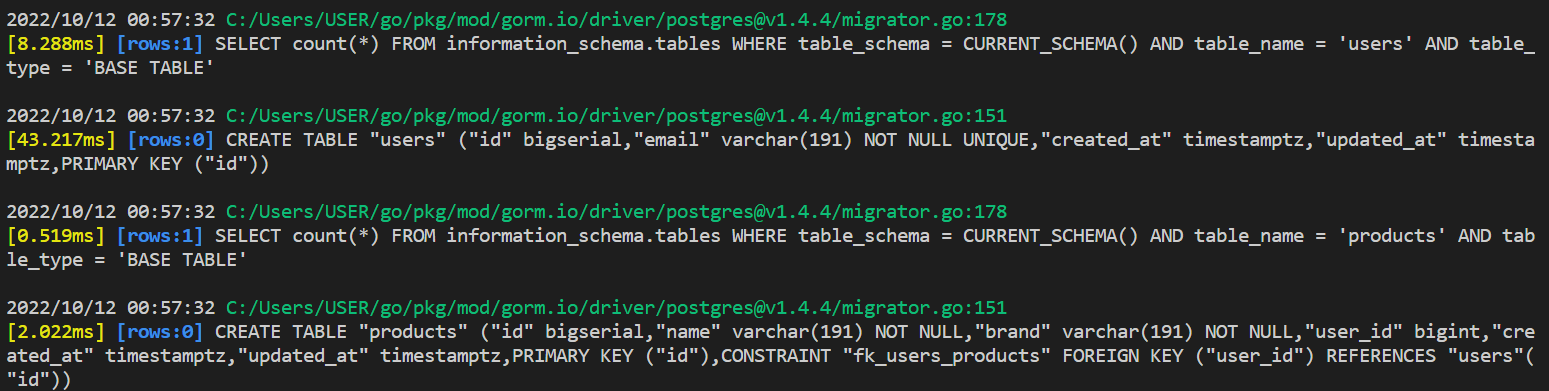 2022/10/12 00:57:32 C:/Users/USER/go/pkg/mod/gorm.io/driver/postgres@v1.4.4/migrator.go:178
[8.288ms] [rows:1] SELECT count(*) FROM information_schema.tables WHERE table_schema = CURRENT_SCHEMA() AND table_name = 'users' AND table_
type = 'BASE TABLE'
2022/10/12 00:57:32 C:/Users/USER/go/pkg/mod/gorm.io/driver/postgres@v1.4.4/migrator.go:151
[43.217ms] [rows:0] CREATE TABLE "users" ("id" bigserial,"email" varchar(191) NOT NULL UNIQUE,"created_at" timestamptz,"updated_at" timesta
mptz,PRIMARY KEY ("id"))
2022/10/12 00:57:32 C:/Users/USER/go/pkg/mod/gorm.io/driver/postgres@v1.4.4/migrator.go:178
[0.519ms] [rows:1] SELECT count(*) FROM information_schema.tables WHERE table_schema = CURRENT_SCHEMA() AND table_name = 'products' AND tab
le_type = 'BASE TABLE'
2022/10/12 00:57:32 C:/Users/USER/go/pkg/mod/gorm.io/driver/postgres@v1.4.4/migrator.go:151
[2.022ms] [rows:0] CREATE TABLE "products" ("id" bigserial,"name" varchar(191) NOT NULL,"brand" varchar(191) NOT NULL,"user_id" bigint,"cre
ated_at" timestamptz,"updated_at" timestamptz,PRIMARY KEY ("id"),CONSTRAINT "fk_users_products" FOREIGN KEY ("user_id") REFERENCES "users"(
"id"))